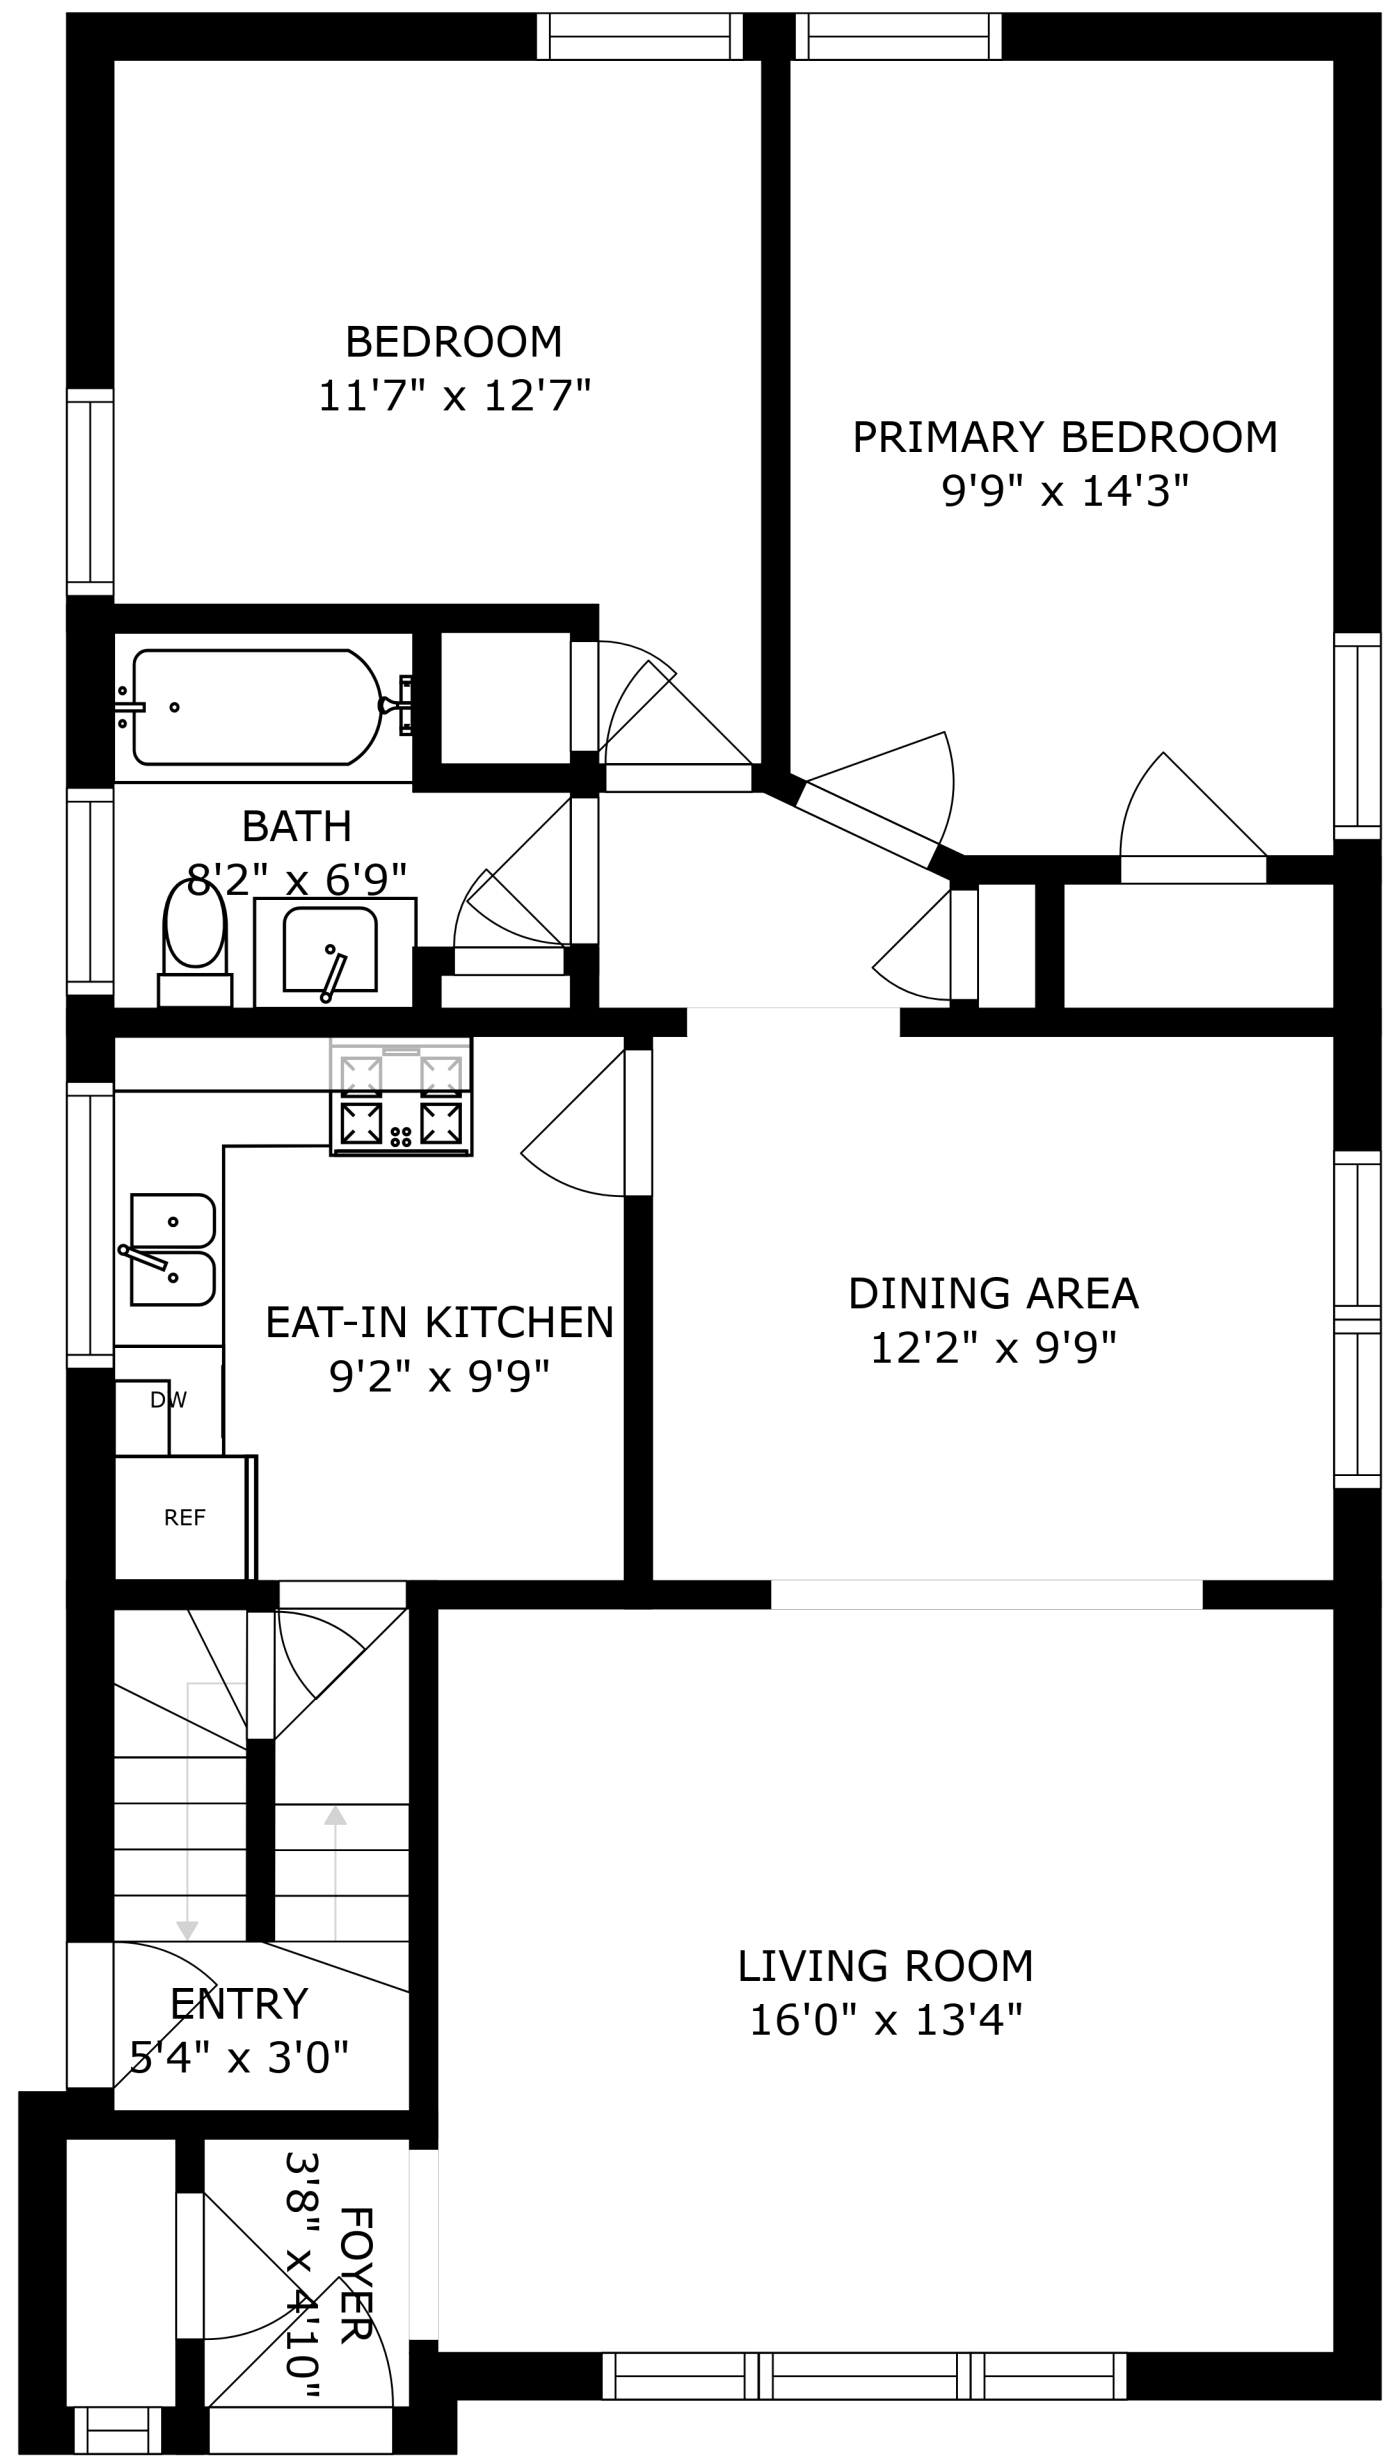 BEDROOM
11'7" x 12'7"
PRIMARY BEDROOM
9'9" x 14'3"
BATH
8'2" x 6'9"
DINING AREA
12'2" x 9'9"
EAT-IN KITCHEN
9'2" x 9'9"
DW
REF
LIVING ROOM
16'0" x 13'4"
ENTRY
5'4" x 3'0"
FOYER
3'8" x 4'10"